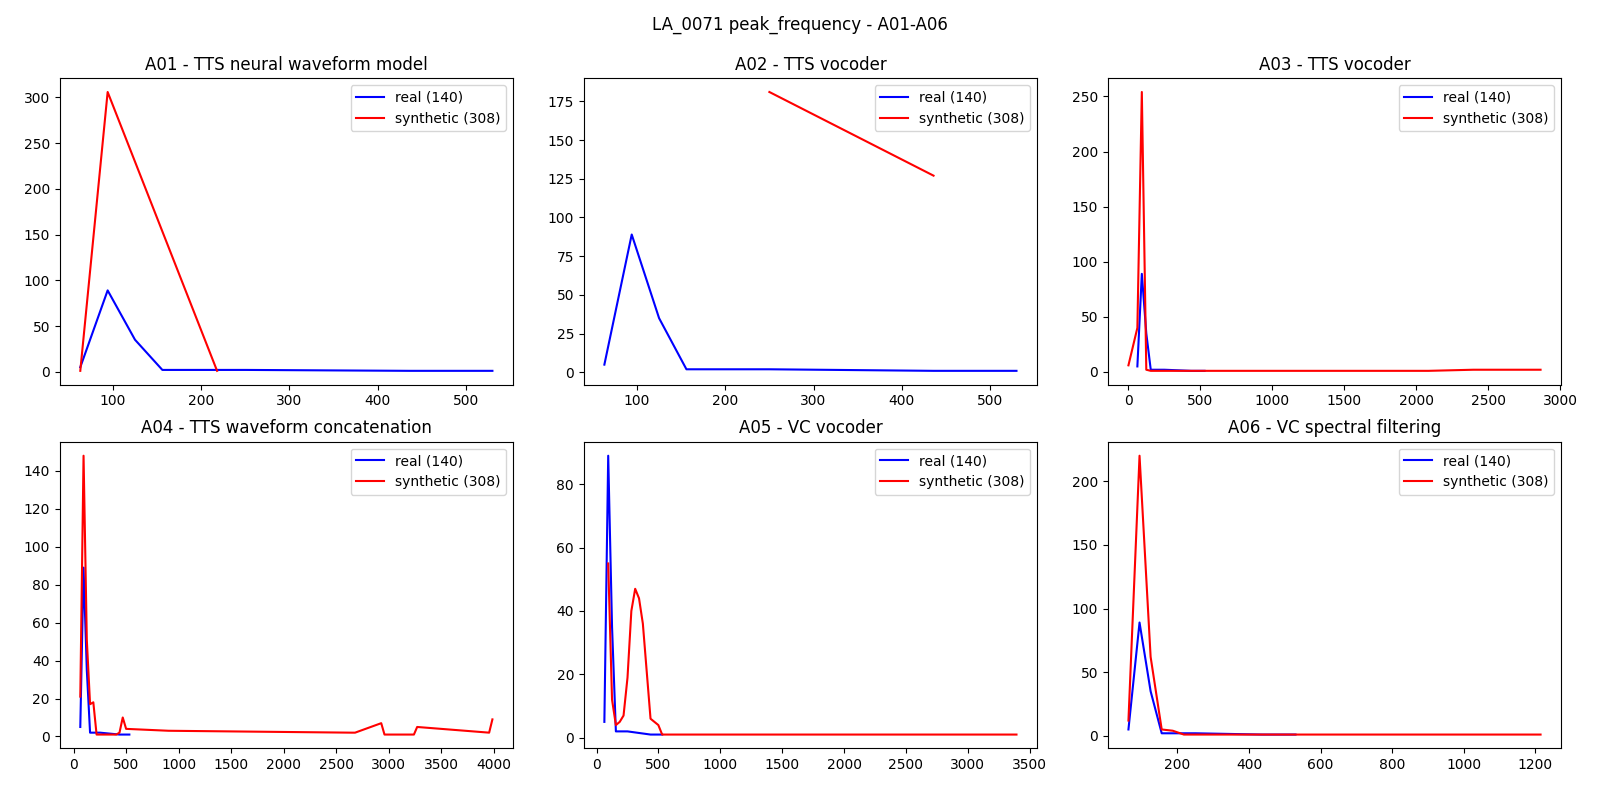 LA_0071 peak_frequency - A01-A06
A01 - TTS neural waveform model
real (140)
synthetic (308)
300
250
200
150
100
50
0
100 200 300 400 500
A02 - TTS vocoder
real (140)
synthetic (308)
175
150
125
100
75
50
25
0
100 200 300 400 500
A03 - TTS vocoder
real (140)
synthetic (308)
250
200
150
100
50
0
0 500 1000 1500 2000 2500 3000
A04 - TTS waveform concatenation
real (140)
synthetic (308)
140
120
100
80
60
40
20
0
0 500 1000 1500 2000 2500 3000 3500 4000
A05 - VC vocoder
real (140)
synthetic (308)
80
60
40
20
0
0 500 1000 1500 2000 2500 3000 3500
A06 - VC spectral filtering
real (140)
synthetic (308)
200
150
100
50
0
200 400 600 800 1000 1200